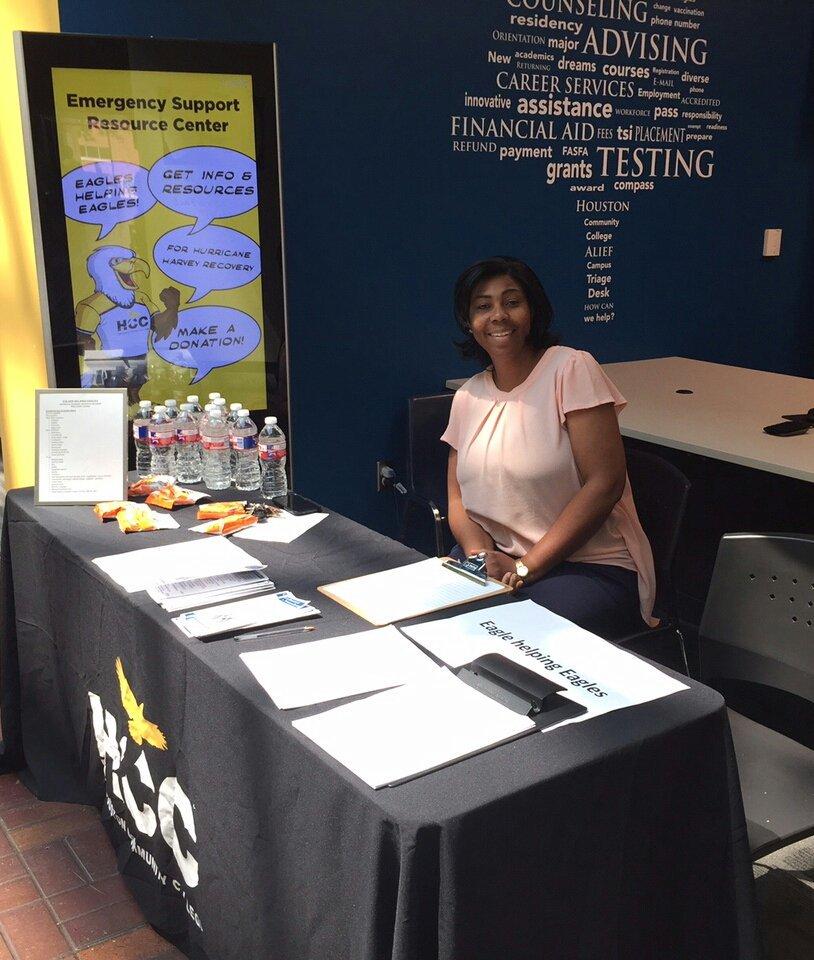 Emergency Support
Resource Center
EAGLES
HELPING
EAGLES!
GET INFO &
RESOURCES
FOR HURRICANE
HARVEY RECOVERY
MAKE A
DONATION!
HCC
COUNSELING
change vaccination
residency
phone number
ORIENTATION major ADVISING
New academics
RETURNING
dreams courses
Registration
E-MAIL
diverse
phone
CAREER SERVICES
Employment
ACCREDITED
innovative assistance WORKFORCE pass responsibility
exempt readiness
FINANCIAL AID FEES tsi PLACEMENT prepare
REFUND payment FASFA
grants TESTING
award compass
HOUSTON
Community
College
ALIEF
Campus
Triage
Desk
HOW CAN
we help?
Eagle helping Eagles
HCC